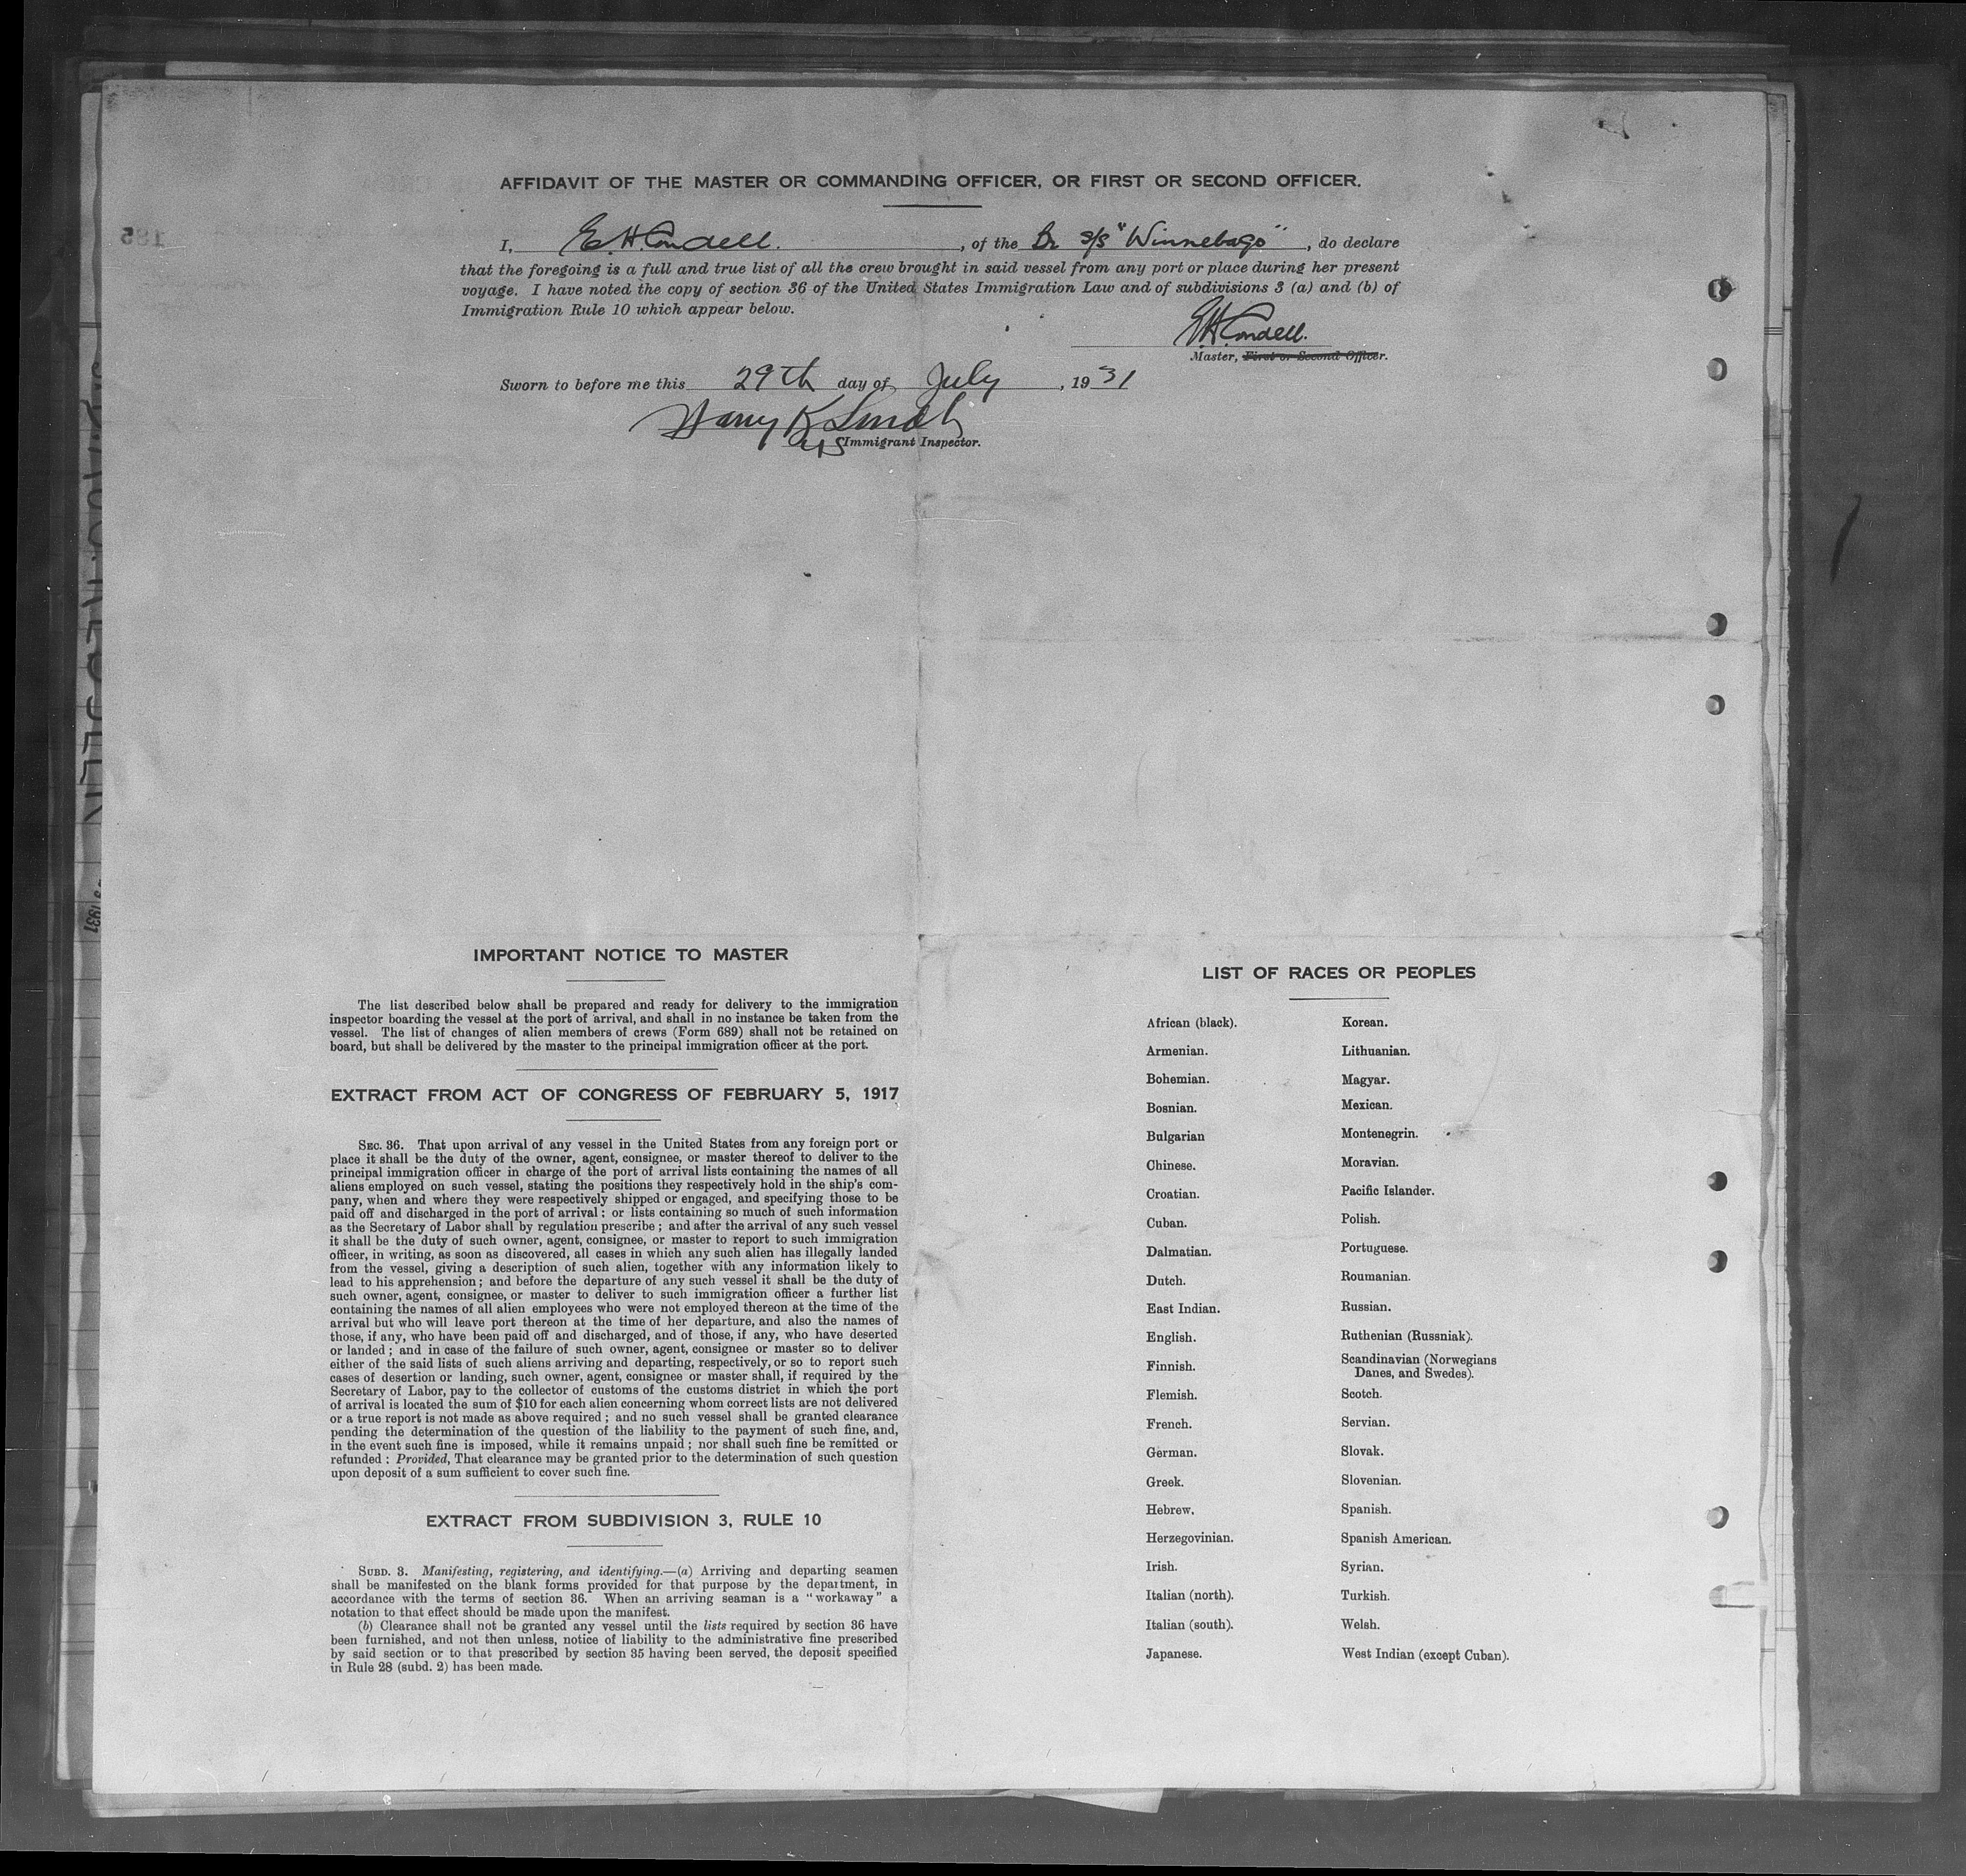 AFFIDAVIT OF THE MASTER OR COMMANDING OFFICER, OR FIRST OR SECOND OFFICER.
I, E.H. Condell. , of the Br s/s "Winnebago" , do declare
that the foregoing is a full and true list of all the crew brought in said vessel from any port or place during her present
voyage. I have noted the copy of section 36 of the United States Immigration Law and of subdivisions 3 (a) and (b) of
Immigration Rule 10 which appear below.
E.H. Condell.
Master, First or Second Officer.
Sworn to before me this 29th day of July , 19 31
Harry K
US Immigrant Inspector.
185
1931
IMPORTANT NOTICE TO MASTER
The list described below shall be prepared and ready for delivery to the immigration
inspector boarding the vessel at the port of arrival, and shall in no instance be taken from the
vessel. The list of changes of alien members of crews (Form 689) shall not be retained on
board, but shall be delivered by the master to the principal immigration officer at the port.
EXTRACT FROM ACT OF CONGRESS OF FEBRUARY 5, 1917
SEC. 36. That upon arrival of any vessel in the United States from any foreign port or
place it shall be the duty of the owner, agent, consignee, or master thereof to deliver to the
principal immigration officer in charge of the port of arrival lists containing the names of all
aliens employed on such vessel, stating the positions they respectively hold in the ship's com-
pany, when and where they were respectively shipped or engaged, and specifying those to be
paid off and discharged in the port of arrival; or lists containing so much of such information
as the Secretary of Labor shall by regulation prescribe; and after the arrival of any such vessel
it shall be the duty of such owner, agent, consignee, or master to report to such immigration
officer, in writing, as soon as discovered, all cases in which any such alien has illegally landed
from the vessel, giving a description of such alien, together with any information likely to
lead to his apprehension; and before the departure of any such vessel it shall be the duty of
such owner, agent, consignee, or master to deliver to such immigration officer a further list
containing the names of all alien employees who were not employed thereon at the time of the
arrival but who will leave port thereon at the time of her departure, and also the names of
those, if any, who have been paid off and discharged, and of those, if any, who have deserted
or landed; and in case of the failure of such owner, agent, consignee or master so to deliver
either of the said lists of such aliens arriving and departing, respectively, or so to report such
cases of desertion or landing, such owner, agent, consignee or master shall, if required by the
Secretary of Labor, pay to the collector of customs of the customs district in which the port
of arrival is located the sum of $10 for each alien concerning whom correct lists are not delivered
or a true report is not made as above required; and no such vessel shall be granted clearance
pending the determination of the question of the liability to the payment of such fine, and,
in the event such fine is imposed, while it remains unpaid; nor shall such fine be remitted or
refunded: Provided, That clearance may be granted prior to the determination of such question
upon deposit of a sum sufficient to cover such fine.
EXTRACT FROM SUBDIVISION 3, RULE 10
SUBD. 3. Manifesting, registering, and identifying.—(a) Arriving and departing seamen
shall be manifested on the blank forms provided for that purpose by the department, in
accordance with the terms of section 36. When an arriving seaman is a "workaway" a
notation to that effect should be made upon the manifest.
(b) Clearance shall not be granted any vessel until the lists required by section 36 have
been furnished, and not then unless, notice of liability to the administrative fine prescribed
by said section or to that prescribed by section 35 having been served, the deposit specified
in Rule 28 (subd. 2) has been made.
LIST OF RACES OR PEOPLES
African (black). Korean.
Armenian. Lithuanian.
Bohemian. Magyar.
Bosnian. Mexican.
Bulgarian Montenegrin.
Chinese. Moravian.
Croatian. Pacific Islander.
Cuban. Polish.
Dalmatian. Portuguese.
Dutch. Roumanian.
East Indian. Russian.
English. Ruthenian (Russniak).
Finnish. Scandinavian (Norwegians
Danes, and Swedes).
Flemish. Scotch.
French. Servian.
German. Slovak.
Greek. Slovenian.
Hebrew. Spanish.
Herzegovinian. Spanish American.
Irish. Syrian.
Italian (north). Turkish.
Italian (south). Welsh.
Japanese. West Indian (except Cuban).